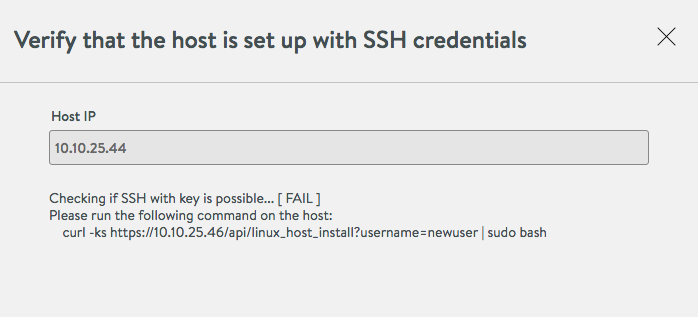 Verify that the host is set up with SSH credentials
Host IP
10.10.25.44
Checking if SSH with key is possible... [ FAIL ]
Please run the following command on the host:
curl -ks https://10.10.25.46/api/linux_host_install?username=newuser | sudo bash